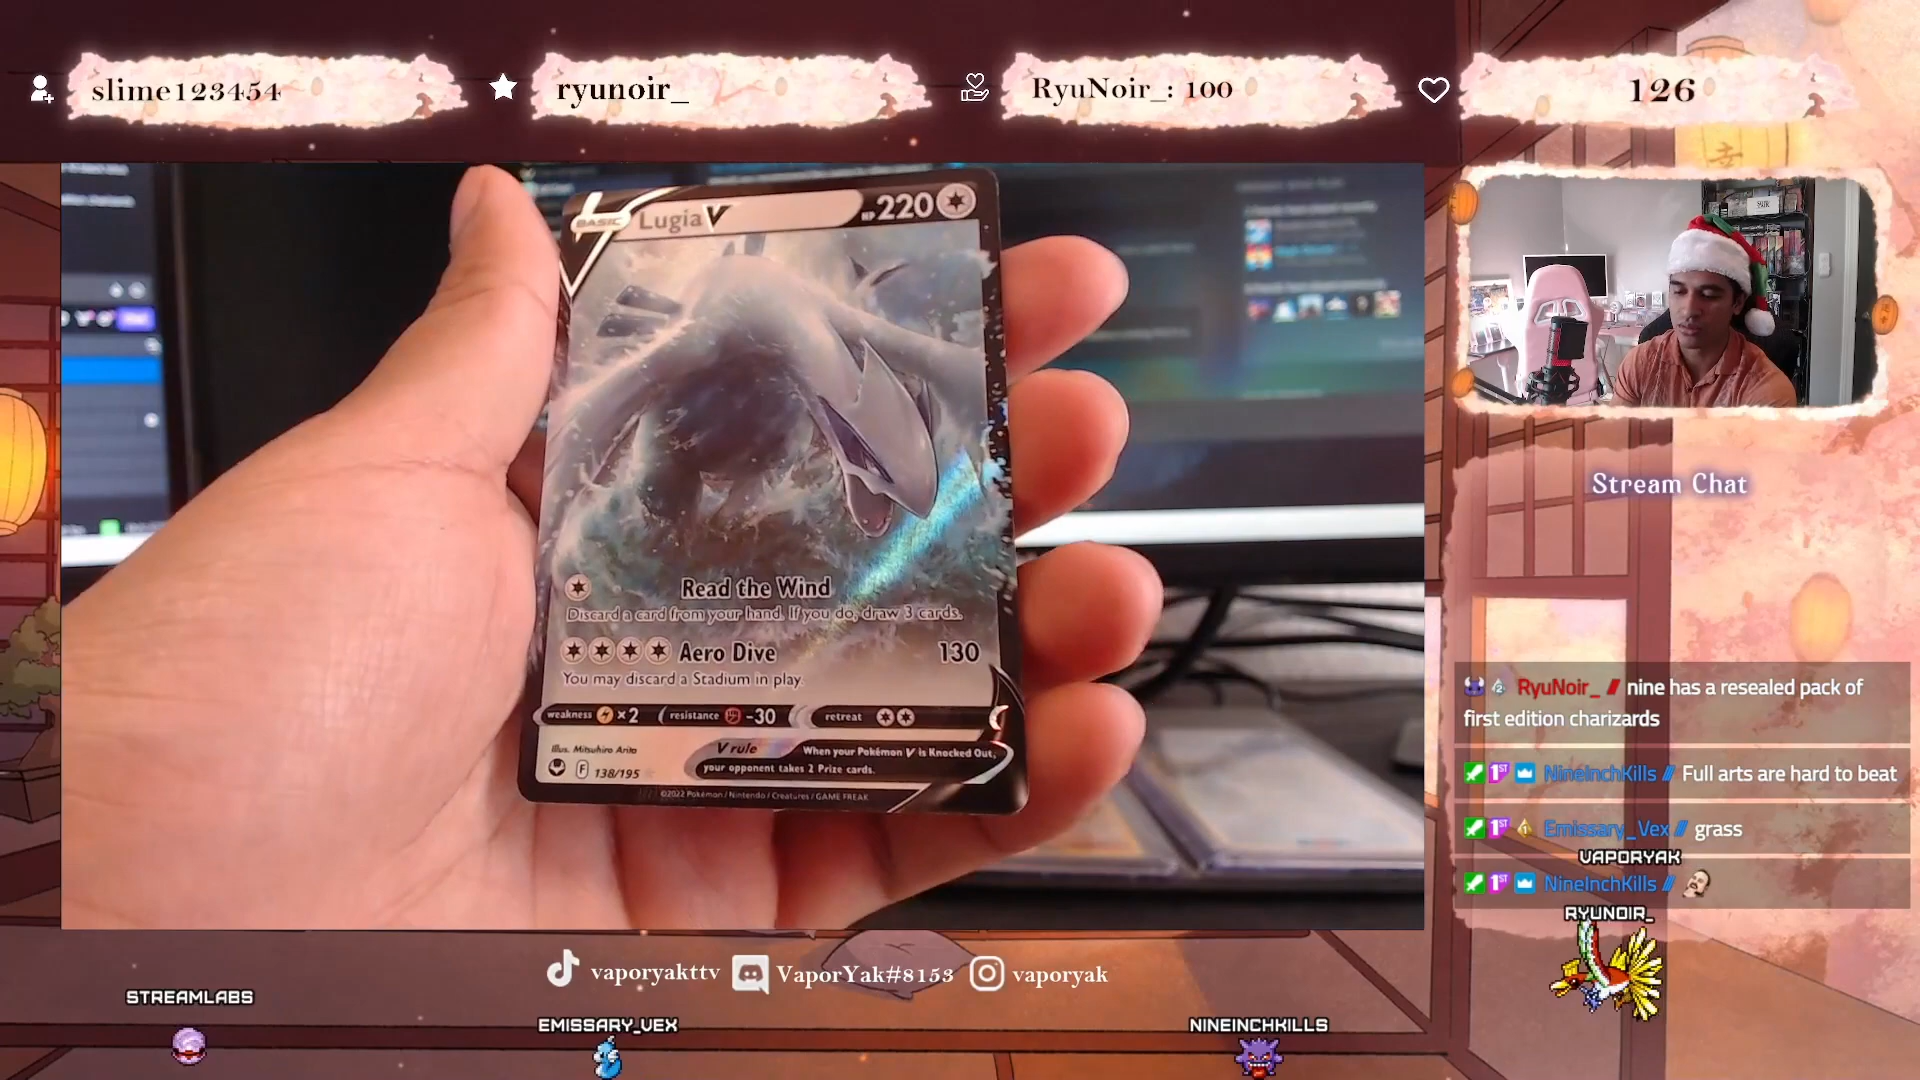 slime123454
ryunoir_
RyuNoir_: 100
126
BASIC
Lugia V
HP 220
Read the Wind
Discard a card from your hand. If you do, draw 3 cards.
Aero Dive 130
You may discard a Stadium in play.
weakness ×2 resistance -30 retreat
Illus. Mitsuhiro Arita
V rule When your Pokémon V is Knocked Out,
your opponent takes 2 Prize cards.
F 138/195
©2022 Pokémon / Nintendo / Creatures / GAME FREAK
Stream Chat
RyuNoir_ // nine has a resealed pack of
first edition charizards
1ST NineInchKills // Full arts are hard to beat
1ST Emissary_Vex // grass
VAPORYAK
1ST NineInchKills //
RYUNOIR_
vaporyakttv VaporYak#8153 vaporyak
STREAMLABS
EMISSARY_VEX
NINEINCHKILLS